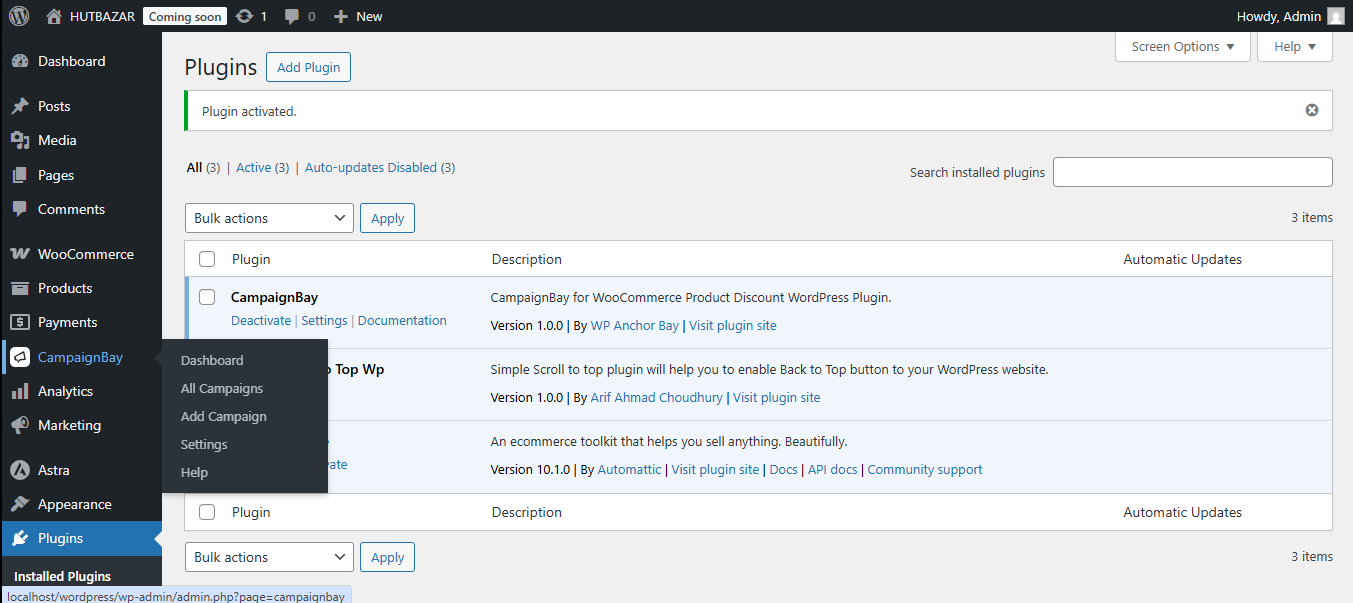 HUTBAZAR Coming soon 1 0 New Howdy, Admin
Screen Options Help
Dashboard
Posts
Media
Pages
Comments
WooCommerce
Products
Payments
CampaignBay
Analytics
Marketing
Astra
Appearance
Plugins
Installed Plugins
Dashboard
All Campaigns
Add Campaign
Settings
Help
Plugins Add Plugin
Plugin activated.
All (3) | Active (3) | Auto-updates Disabled (3)
Search installed plugins
Bulk actions Apply
3 items
Plugin Description Automatic Updates
CampaignBay
Deactivate | Settings | Documentation
CampaignBay for WooCommerce Product Discount WordPress Plugin.
Version 1.0.0 | By WP Anchor Bay | Visit plugin site
Top Wp
Simple Scroll to top plugin will help you to enable Back to Top button to your WordPress website.
Version 1.0.0 | By Arif Ahmad Choudhury | Visit plugin site
An ecommerce toolkit that helps you sell anything. Beautifully.
Version 10.1.0 | By Automattic | Visit plugin site | Docs | API docs | Community support
Plugin Description Automatic Updates
Bulk actions Apply
3 items
localhost/wordpress/wp-admin/admin.php?page=campaignbay